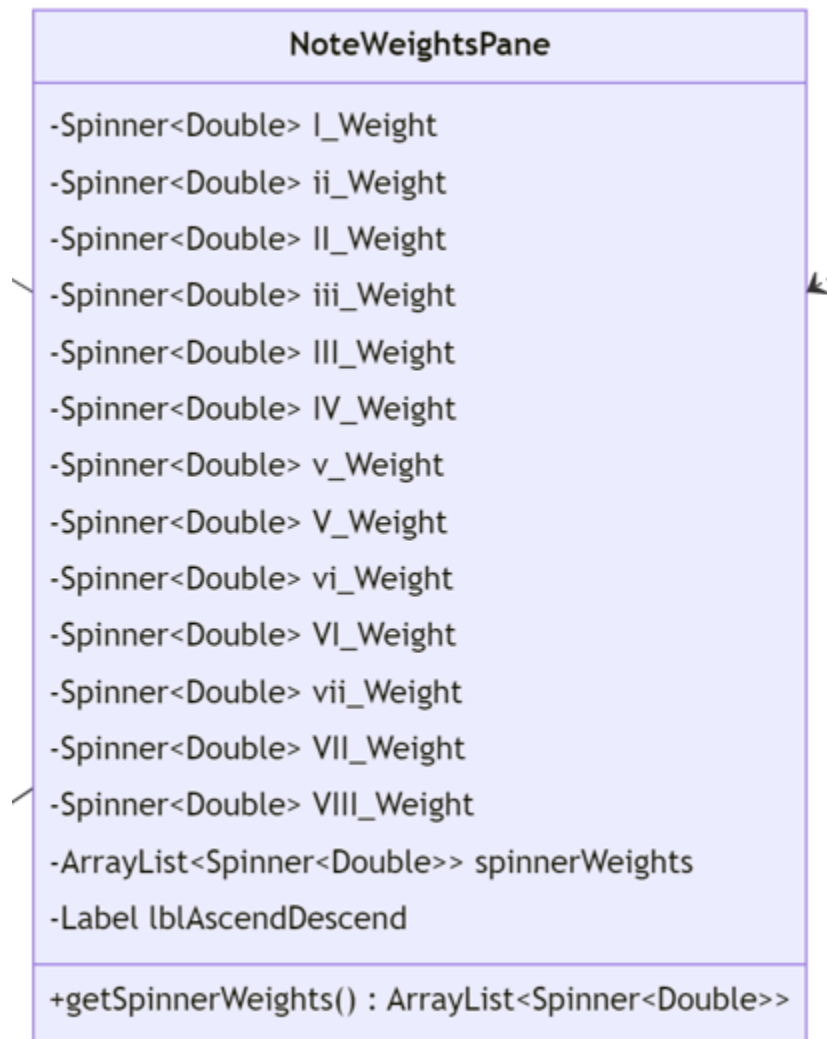 NoteWeightsPane
-Spinner<Double> I_Weight
-Spinner<Double> ii_Weight
-Spinner<Double> II_Weight
-Spinner<Double> iii_Weight
-Spinner<Double> III_Weight
-Spinner<Double> IV_Weight
-Spinner<Double> v_Weight
-Spinner<Double> V_Weight
-Spinner<Double> vi_Weight
-Spinner<Double> VI_Weight
-Spinner<Double> vii_Weight
-Spinner<Double> VII_Weight
-Spinner<Double> VIII_Weight
-ArrayList<Spinner<Double>> spinnerWeights
-Label lblAscendDescend
+getSpinnerWeights() : ArrayList<Spinner<Double>>